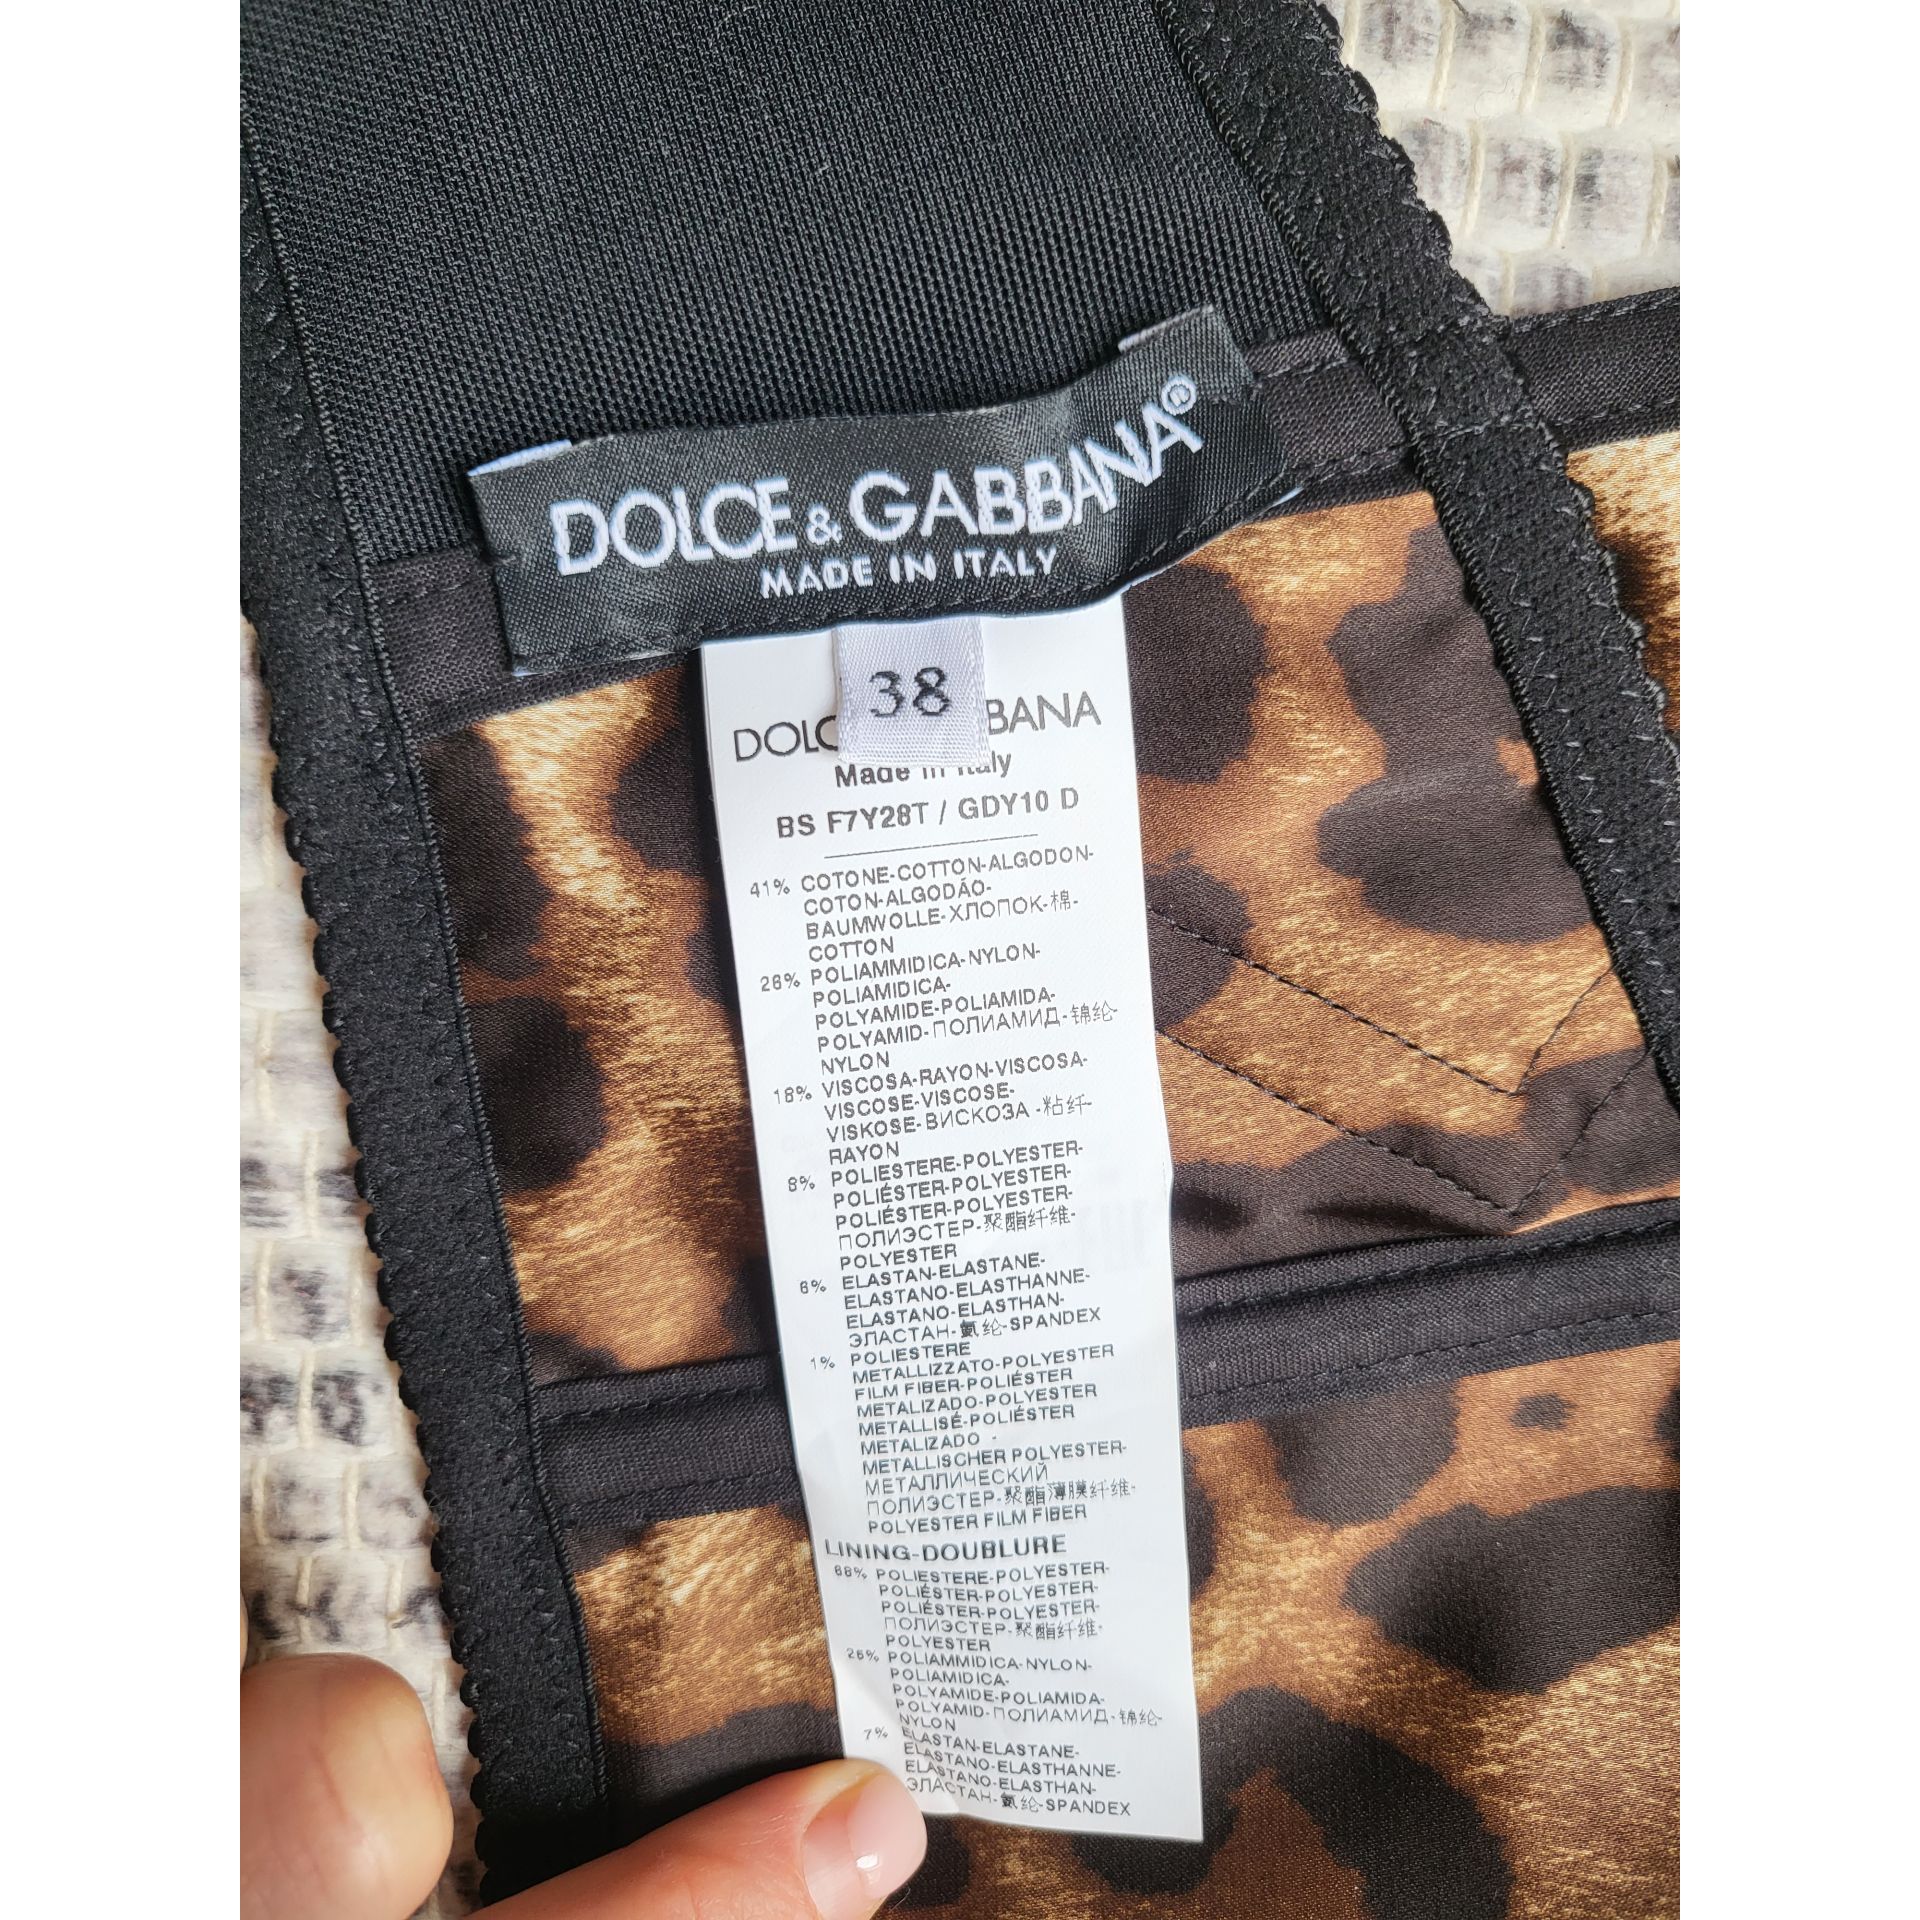 DOLCE & GABBANA®
MADE IN ITALY
38
Made in Italy
BS F7Y28T / GDY10 D
41% COTONE-COTTON-ALGODON-
COTON-ALGODÃO-
BAUMWOLLE-ХЛОПОК-棉-
COTTON
26% POLIAMMIDICA-NYLON-
POLIAMIDICA-
POLYAMIDE-POLIAMIDA-
POLYAMID-ПОЛИАМИД-锦纶-
NYLON
18% VISCOSA-RAYON-VISCOSA-
VISCOSE-VISCOSE-
VISKOSE-ВИСКОЗА-粘纤-
RAYON
8% POLIESTERE-POLYESTER-
POLIÉSTER-POLYESTER-
POLIÉSTER-POLYESTER-
ПОЛИЭСТЕР-聚酯纤维-
POLYESTER
6% ELASTAN-ELASTANE-
ELASTANO-ELASTHANNE-
ELASTANO-ELASTHAN-
ЭЛАСТАН-氨纶-SPANDEX
1% POLIESTERE
METALLIZZATO-POLYESTER
FILM FIBER-POLIÉSTER
METALIZADO-POLYESTER
METALLISÉ-POLIÉSTER
METALIZADO -
METALLISCHER POLYESTER-
МЕТАЛЛИЧЕСКИЙ
ПОЛИЭСТЕР-聚酯薄膜纤维-
POLYESTER FILM FIBER
LINING-DOUBLURE
68% POLIESTERE-POLYESTER-
POLIÉSTER-POLYESTER-
POLIÉSTER-POLYESTER-
ПОЛИЭСТЕР-聚酯纤维-
POLYESTER
25% POLIAMMIDICA-NYLON-
POLIAMIDICA-
POLYAMIDE-POLIAMIDA-
POLYAMID-ПОЛИАМИД-锦纶-
NYLON
7% ELASTAN-ELASTANE-
ELASTANO-ELASTHANNE-
ELASTANO-ELASTHAN-
ЭЛАСТАН-氨纶-SPANDEX